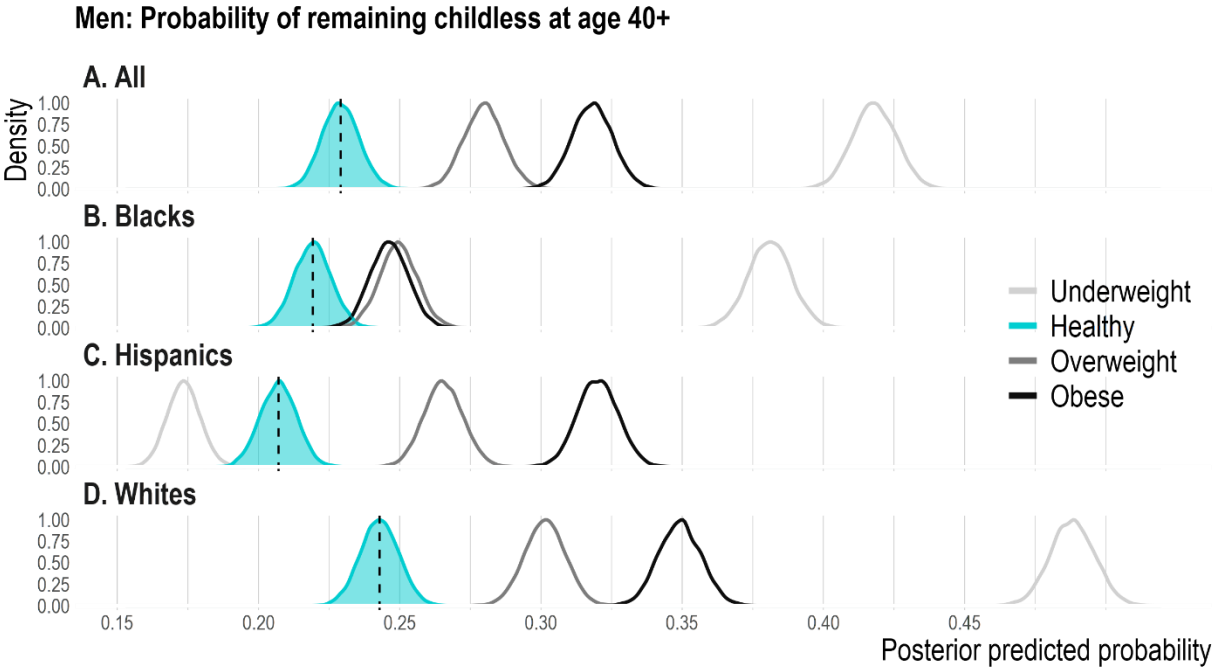 Men: Probability of remaining childless at age 40+
A. All
Density
1.00
0.75
0.50
0.25
0.00
B. Blacks
1.00
0.75
0.50
0.25
0.00
Underweight
Healthy
Overweight
Obese
C. Hispanics
1.00
0.75
0.50
0.25
0.00
D. Whites
1.00
0.75
0.50
0.25
0.00
0.15 0.20 0.25 0.30 0.35 0.40 0.45
Posterior predicted probability